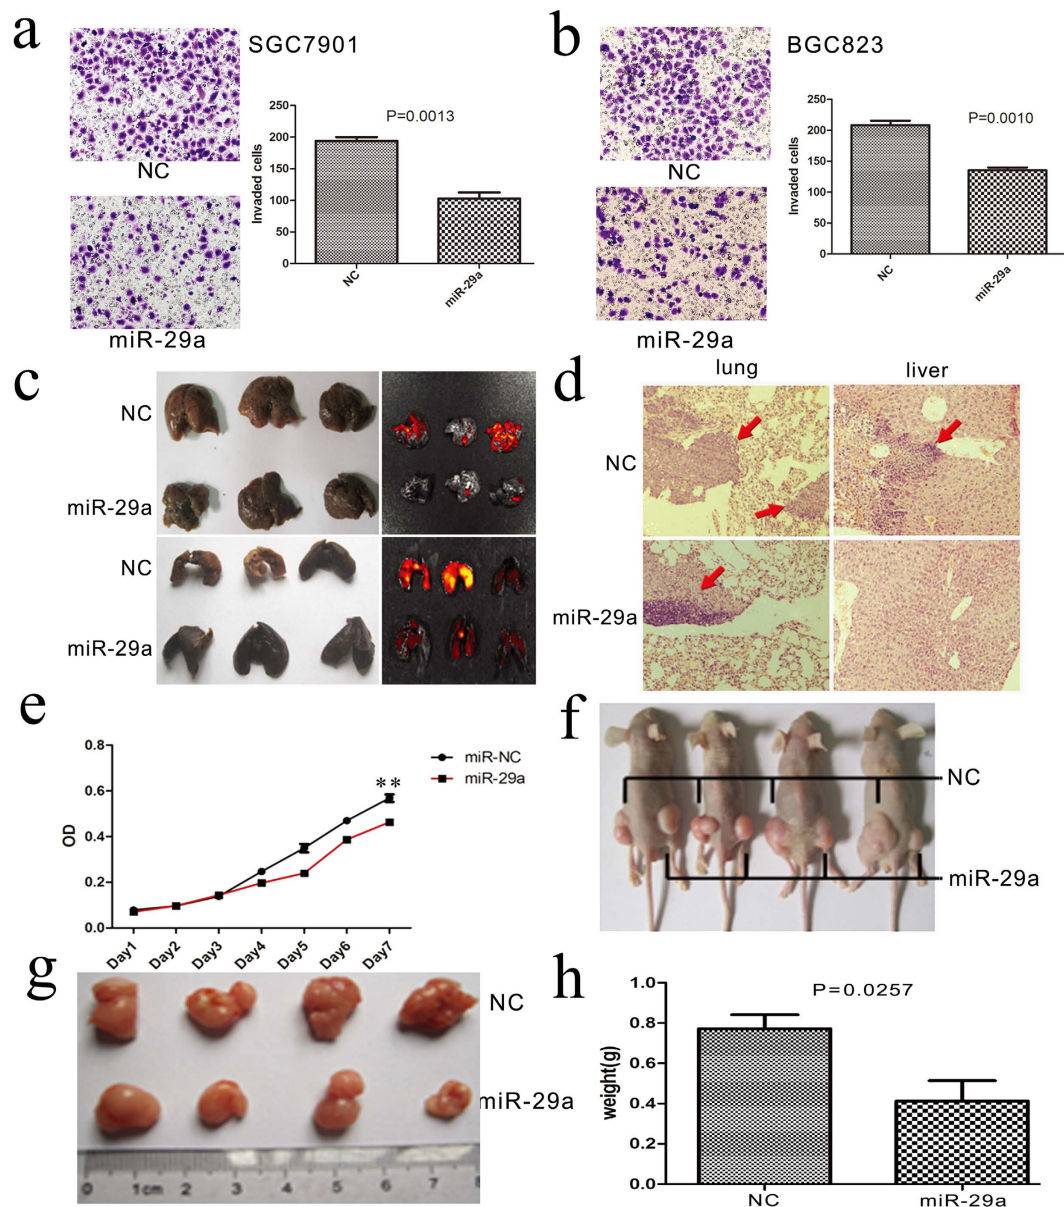 a
SGC7901
NC
miR-29a
250
200
150
100
50
0
Invaded cells
P=0.0013
NC
miR-29a
b
BGC823
NC
miR-29a
250
200
150
100
50
0
Invaded cells
P=0.0010
NC
miR-29a
c
NC
miR-29a
NC
miR-29a
d
lung
liver
NC
miR-29a
e
0.8
0.6
0.4
0.2
0.0
OD
miR-NC
miR-29a
**
Day1
Day2
Day3
Day4
Day5
Day6
Day7
f
NC
miR-29a
g
NC
miR-29a
0 1cm 2 3 4 5 6 7 8
h
1.0
0.8
0.6
0.4
0.2
0.0
weight(g)
P=0.0257
NC
miR-29a